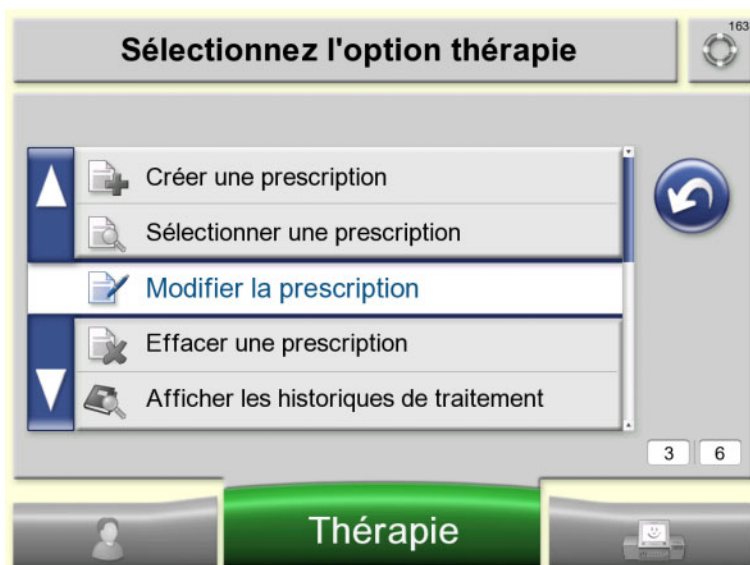 Sélectionnez l'option thérapie
163
Créer une prescription
Sélectionner une prescription
Modifier la prescription
Effacer une prescription
Afficher les historiques de traitement
3 6
Thérapie